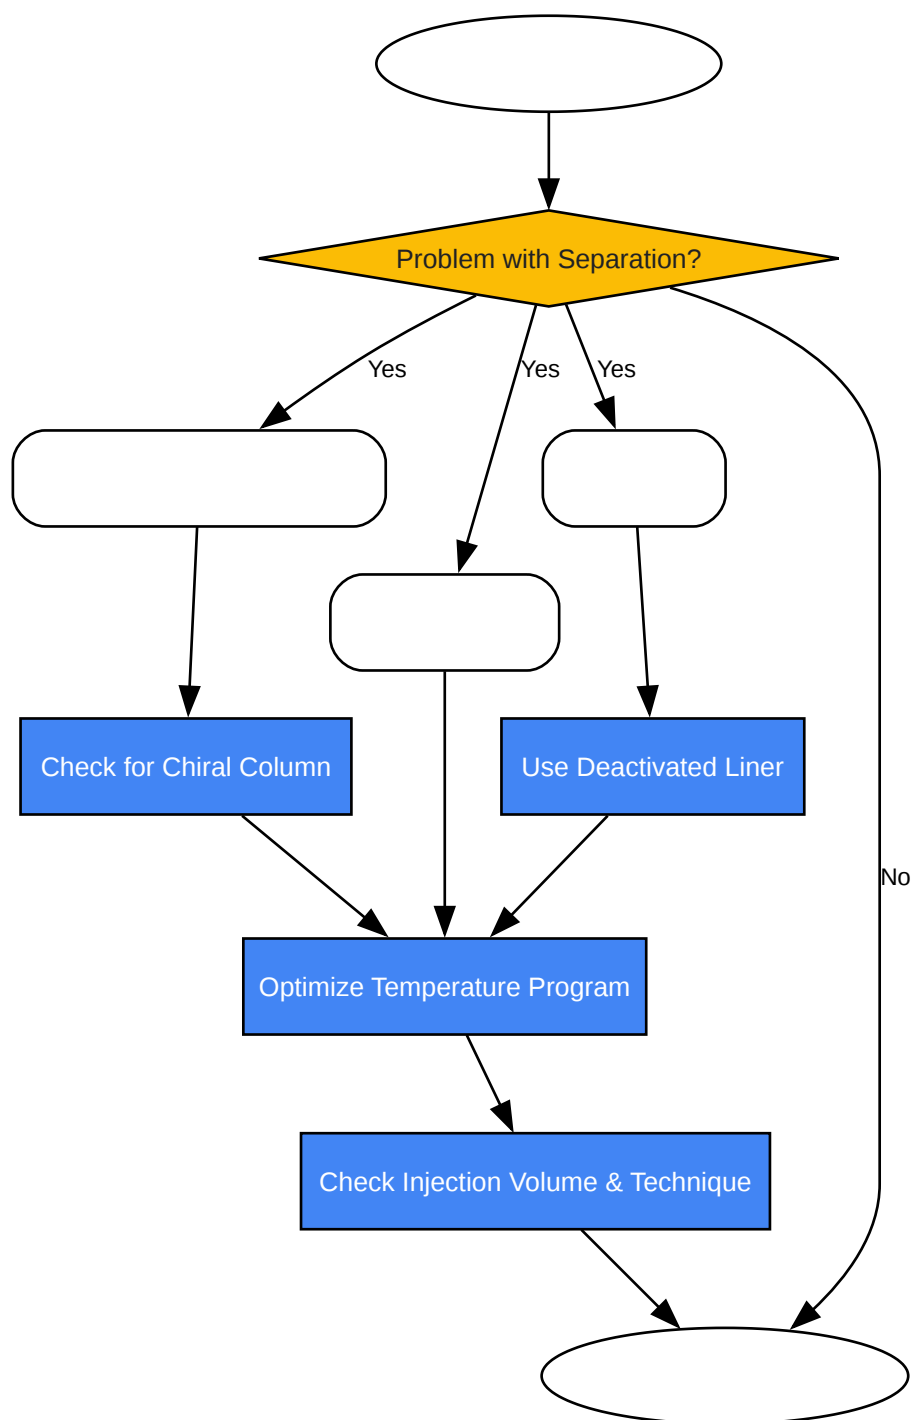 Problem with Separation?
Yes
Yes
Yes
Check for Chiral Column
Use Deactivated Liner
No
Optimize Temperature Program
Check Injection Volume & Technique